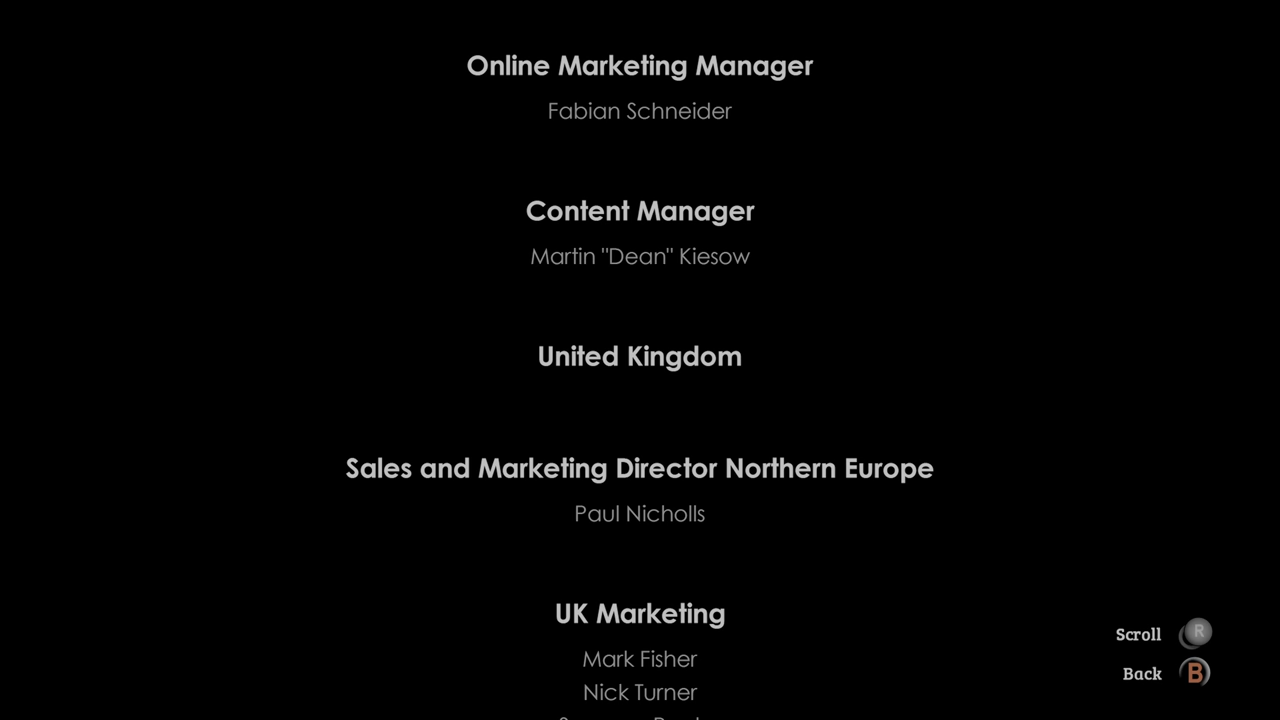 Online Marketing Manager
Fabian Schneider
Content Manager
Martin "Dean" Kiesow
United Kingdom
Sales and Marketing Director Northern Europe
Paul Nicholls
UK Marketing
Mark Fisher
Nick Turner
Scroll R
Back B